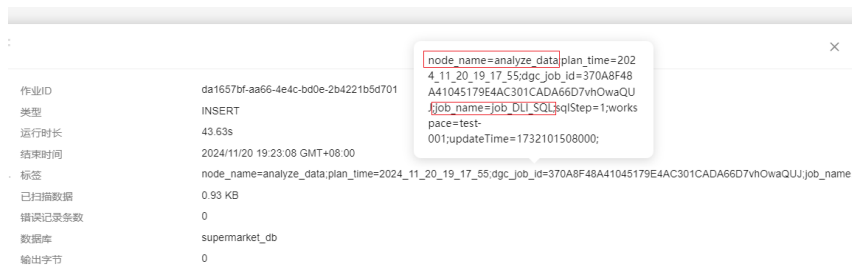 node_name=analyze_data;plan_time=202
4_11_20_19_17_55;dgc_job_id=370A8F48
A41045179E4AC301CADA66D7vhOwaQU
J;job_name=job_DLI_SQL;sqlStep=1;works
pace=test-
001;updateTime=1732101508000;
作业ID da1657bf-aa66-4e4c-bd0e-2b4221b5d701
类型 INSERT
运行时长 43.63s
结束时间 2024/11/20 19:23:08 GMT+08:00
标签 node_name=analyze_data;plan_time=2024_11_20_19_17_55;dgc_job_id=370A8F48A41045179E4AC301CADA66D7vhOwaQUJ;job_name
已扫描数据 0.93 KB
错误记录条数 0
数据库 supermarket_db
输出字节 0